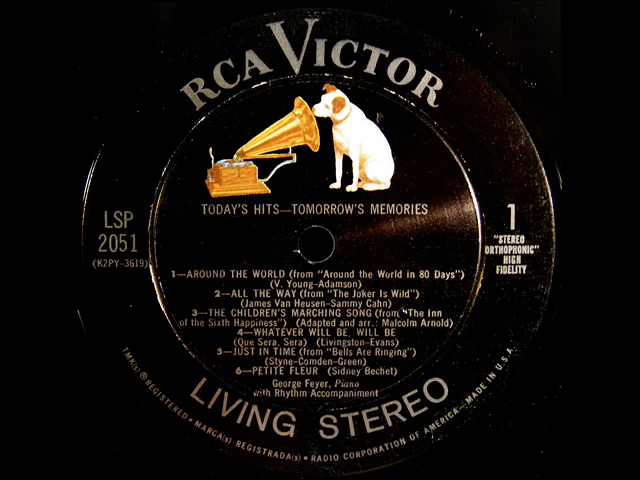 RCA VICTOR
TODAY'S HITS—TOMORROW'S MEMORIES
LSP
2051
(K2PY-3619)
1
"STEREO
ORTHOPHONIC"
HIGH
FIDELITY
1—AROUND THE WORLD (from "Around the World in 80 Days")
(V. Young-Adamson)
2—ALL THE WAY (from "The Joker Is Wild")
(James Van Heusen-Sammy Cahn)
3—THE CHILDREN'S MARCHING SONG (from "The Inn
of the Sixth Happiness") (Adapted and arr.: Malcolm Arnold)
4—WHATEVER WILL BE, WILL BE
(Que Sera, Sera) (Livingston-Evans)
5—JUST IN TIME (from "Bells Are Ringing")
(Styne-Comden-Green)
6—PETITE FLEUR (Sidney Bechet)
George Feyer, Piano
with Rhythm Accompaniment
LIVING STEREO
TMK(s) ® REGISTERED • MARCA(s) REGISTRADA(s) • RADIO CORPORATION OF AMERICA—MADE IN U.S.A.